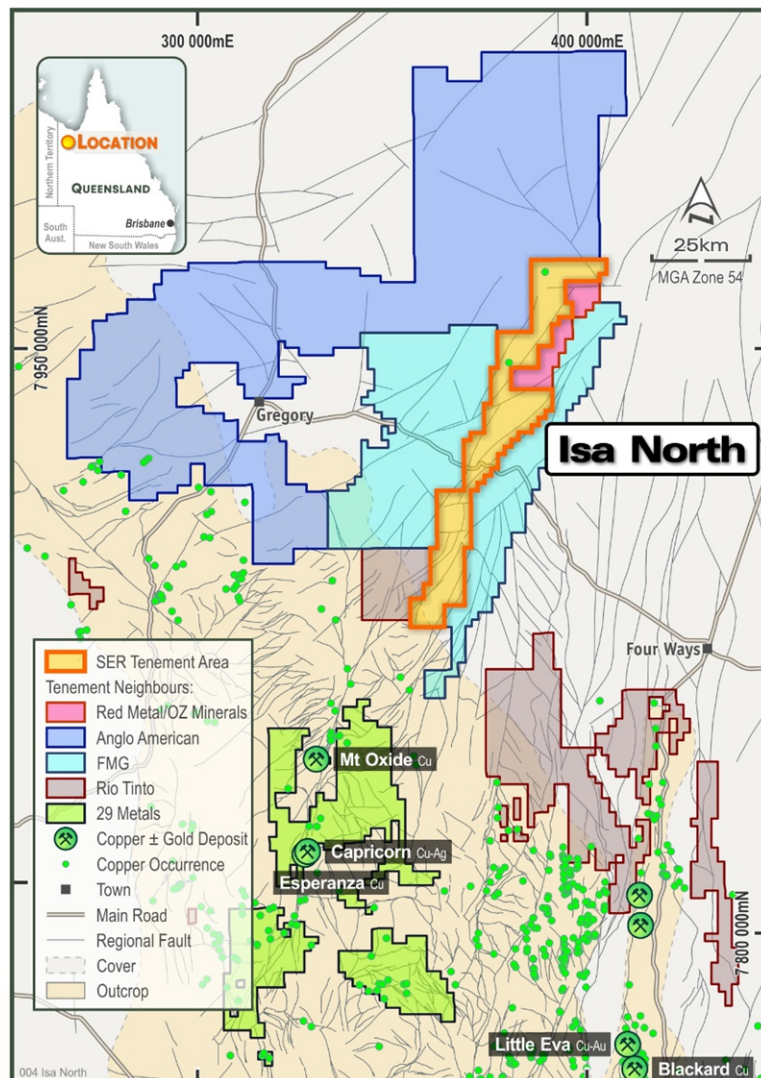 300 000mE
400 000mE
LOCATION
Northern Territory
QUEENSLAND
Brisbane
South
Aust.
New South Wales
25km
MGA Zone 54
7 950 000mN
Gregory
Isa North
Four Ways
SER Tenement Area
Tenement Neighbours:
Red Metal/OZ Minerals
Anglo American
FMG
Rio Tinto
29 Metals
Copper ± Gold Deposit
Copper Occurrence
Town
Main Road
Regional Fault
Cover
Outcrop
Mt Oxide Cu
Capricorn Cu-Ag
Esperanza Cu
7 800 000mN
Little Eva Cu-Au
Blackard Cu
004 Isa North